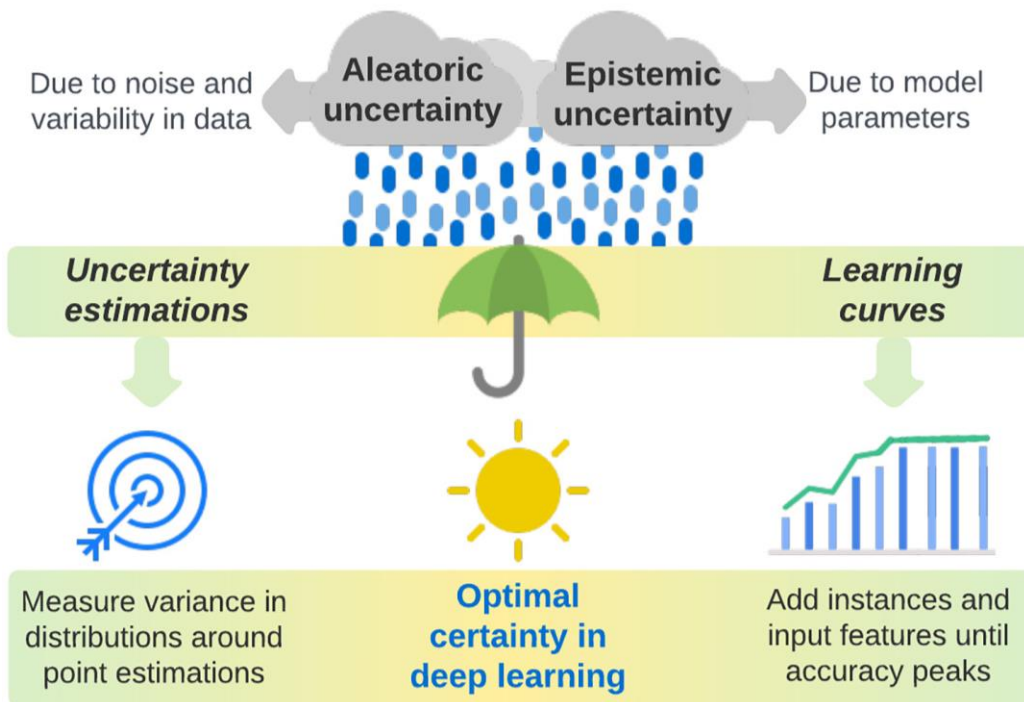 Due to noise and
variability in data
Aleatoric
uncertainty
Epistemic
uncertainty
Due to model
parameters
Uncertainty
estimations
Learning
curves
Measure variance in
distributions around
point estimations
Optimal
certainty in
deep learning
Add instances and
input features until
accuracy peaks